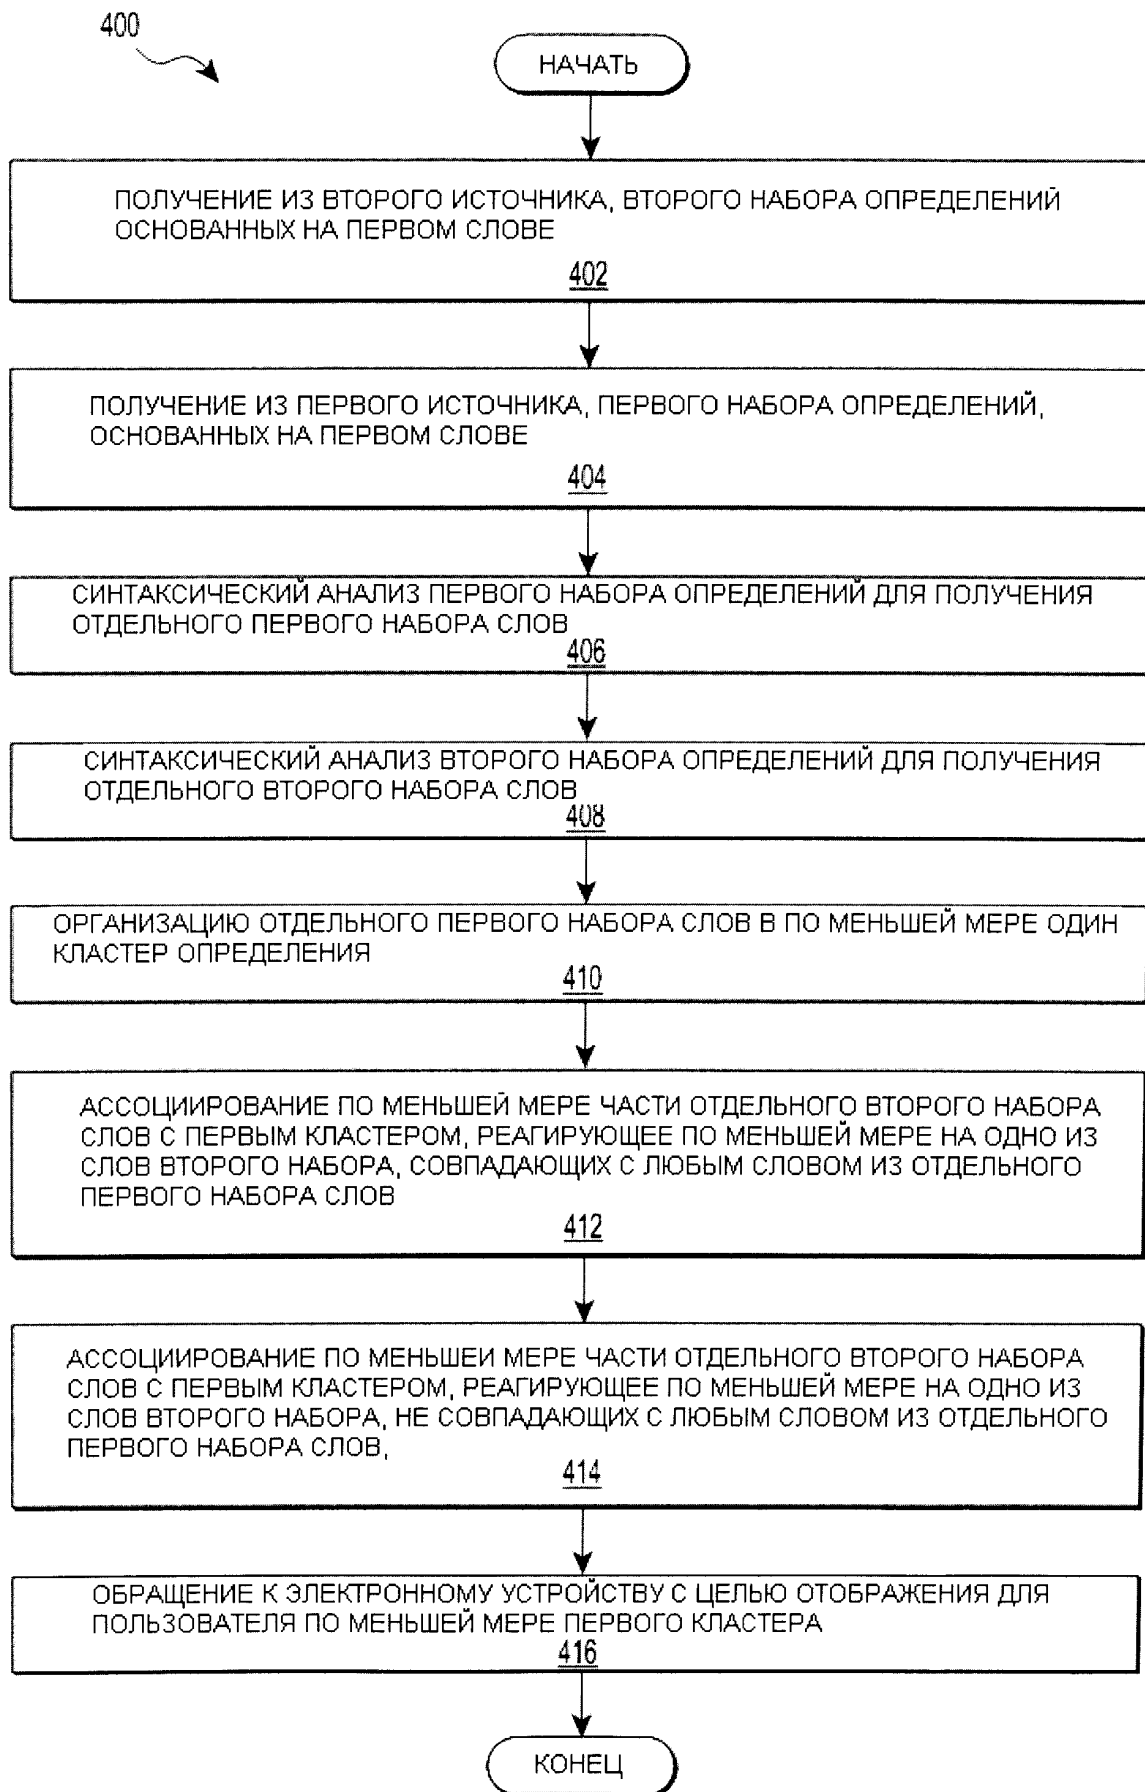 400
НАЧАТЬ
ПОЛУЧЕНИЕ ИЗ ВТОРОГО ИСТОЧНИКА, ВТОРОГО НАБОРА ОПРЕДЕЛЕНИЙ
ОСНОВАННЫХ НА ПЕРВОМ СЛОВЕ
402
ПОЛУЧЕНИЕ ИЗ ПЕРВОГО ИСТОЧНИКА, ПЕРВОГО НАБОРА ОПРЕДЕЛЕНИЙ,
ОСНОВАННЫХ НА ПЕРВОМ СЛОВЕ
404
СИНТАКСИЧЕСКИЙ АНАЛИЗ ПЕРВОГО НАБОРА ОПРЕДЕЛЕНИЙ ДЛЯ ПОЛУЧЕНИЯ
ОТДЕЛЬНОГО ПЕРВОГО НАБОРА СЛОВ
406
СИНТАКСИЧЕСКИЙ АНАЛИЗ ВТОРОГО НАБОРА ОПРЕДЕЛЕНИЙ ДЛЯ ПОЛУЧЕНИЯ
ОТДЕЛЬНОГО ВТОРОГО НАБОРА СЛОВ
408
ОРГАНИЗАЦИЮ ОТДЕЛЬНОГО ПЕРВОГО НАБОРА СЛОВ В ПО МЕНЬШЕЙ МЕРЕ ОДИН
КЛАСТЕР ОПРЕДЕЛЕНИЯ
410
АССОЦИИРОВАНИЕ ПО МЕНЬШЕЙ МЕРЕ ЧАСТИ ОТДЕЛЬНОГО ВТОРОГО НАБОРА
СЛОВ С ПЕРВЫМ КЛАСТЕРОМ, РЕАГИРУЮЩЕЕ ПО МЕНЬШЕЙ МЕРЕ НА ОДНО ИЗ
СЛОВ ВТОРОГО НАБОРА, СОВПАДАЮЩИХ С ЛЮБЫМ СЛОВОМ ИЗ ОТДЕЛЬНОГО
ПЕРВОГО НАБОРА СЛОВ
412
АССОЦИИРОВАНИЕ ПО МЕНЬШЕЙ МЕРЕ ЧАСТИ ОТДЕЛЬНОГО ВТОРОГО НАБОРА
СЛОВ С ПЕРВЫМ КЛАСТЕРОМ, РЕАГИРУЮЩЕЕ ПО МЕНЬШЕЙ МЕРЕ НА ОДНО ИЗ
СЛОВ ВТОРОГО НАБОРА, НЕ СОВПАДАЮЩИХ С ЛЮБЫМ СЛОВОМ ИЗ ОТДЕЛЬНОГО
ПЕРВОГО НАБОРА СЛОВ,
414
ОБРАЩЕНИЕ К ЭЛЕКТРОННОМУ УСТРОЙСТВУ С ЦЕЛЬЮ ОТОБРАЖЕНИЯ ДЛЯ
ПОЛЬЗОВАТЕЛЯ ПО МЕНЬШЕЙ МЕРЕ ПЕРВОГО КЛАСТЕРА
416
КОНЕЦ